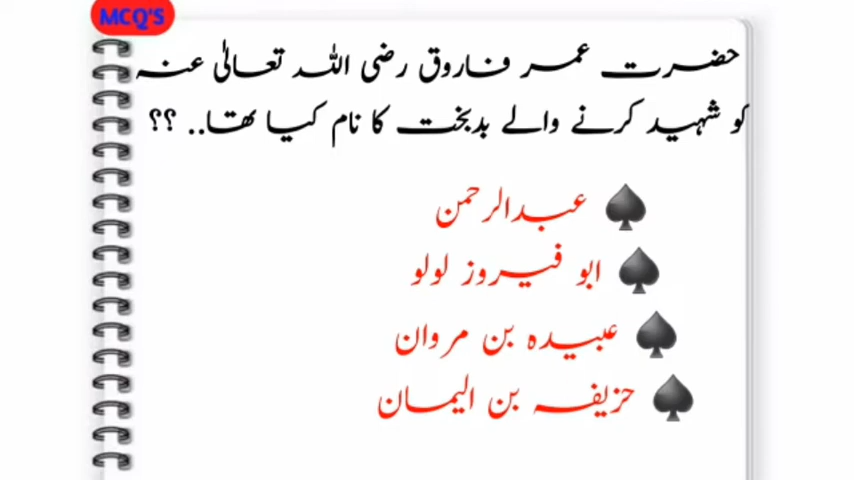 MCQ'S
حضرت عمر فاروق رضی اللہ تعالیٰ عنہ
کو شہید کرنے والے بدبخت کا نام کیا تھا.. ؟؟
عبدالرحمن
ابو فیروز لولو
عبیدہ بن مروان
حزیفہ بن الیمان